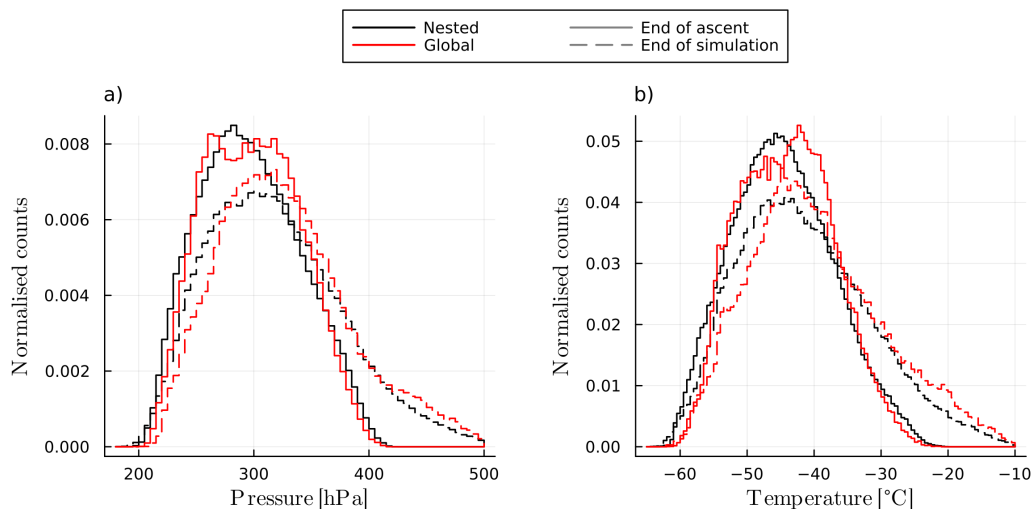 Nested
End of ascent
Global
End of simulation
a)
b)
0.008
0.006
0.004
0.002
0.000
Normalised counts
200
300
400
500
Pressure [hPa]
0.05
0.04
0.03
0.02
0.01
0.00
Normalised counts
−60
−50
−40
−30
−20
−10
Temperature [°C]